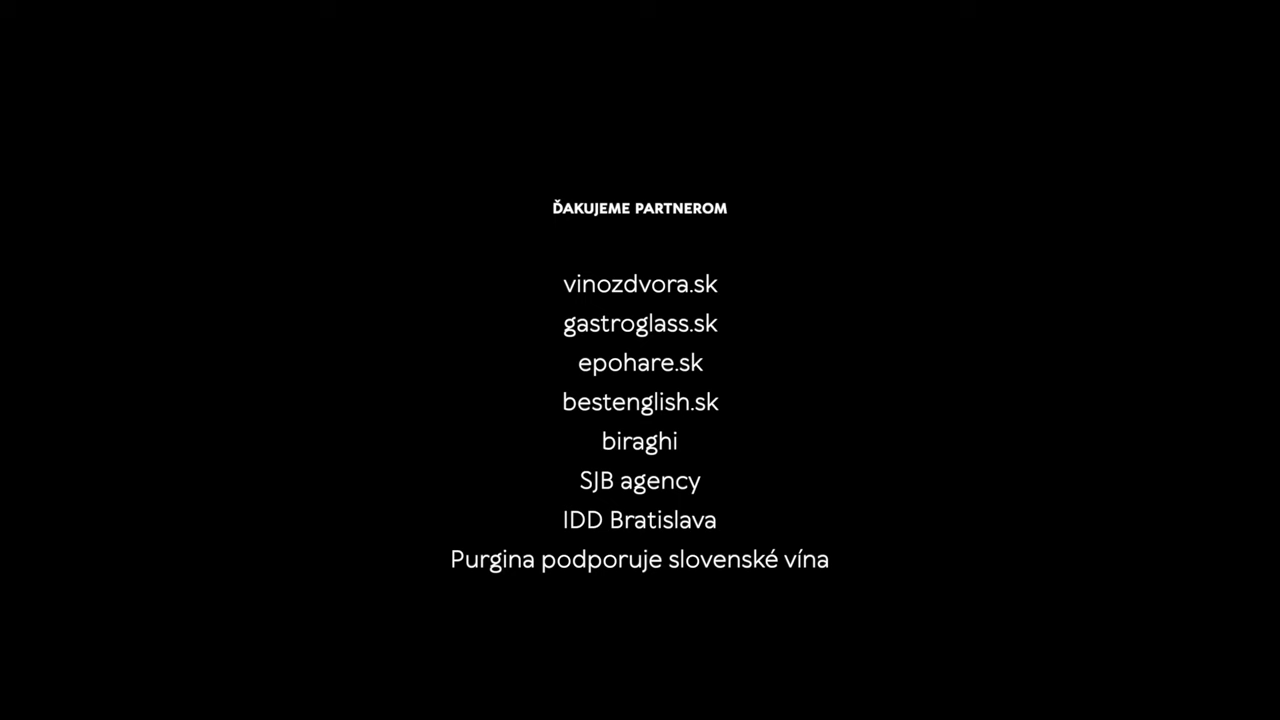 ĎAKUJEME PARTNEROM
vinozdvora.sk
gastroglass.sk
epohare.sk
bestenglish.sk
biraghi
SJB agency
IDD Bratislava
Purgina podporuje slovenské vína